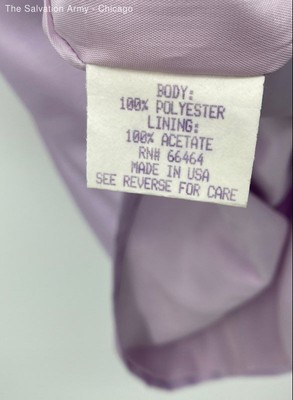 The Salvation Army - Chicago
BODY:
100% POLYESTER
LINING:
100% ACETATE
RN# 66464
MADE IN USA
SEE REVERSE FOR CARE